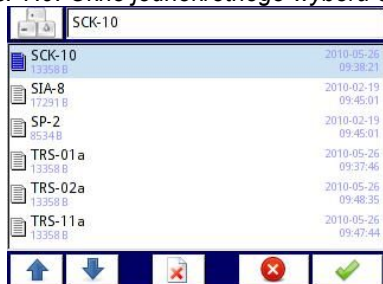 SCK-10
SCK-10
2010-05-26
13358 B
09:38:21
SIA-8
2010-02-19
17291 B
09:45:01
SP-2
2010-02-19
8534 B
09:45:01
TRS-01a
2010-05-26
13358 B
09:37:46
TRS-02a
2010-05-26
13358 B
09:48:35
TRS-11a
2010-05-26
13358 B
09:47:44